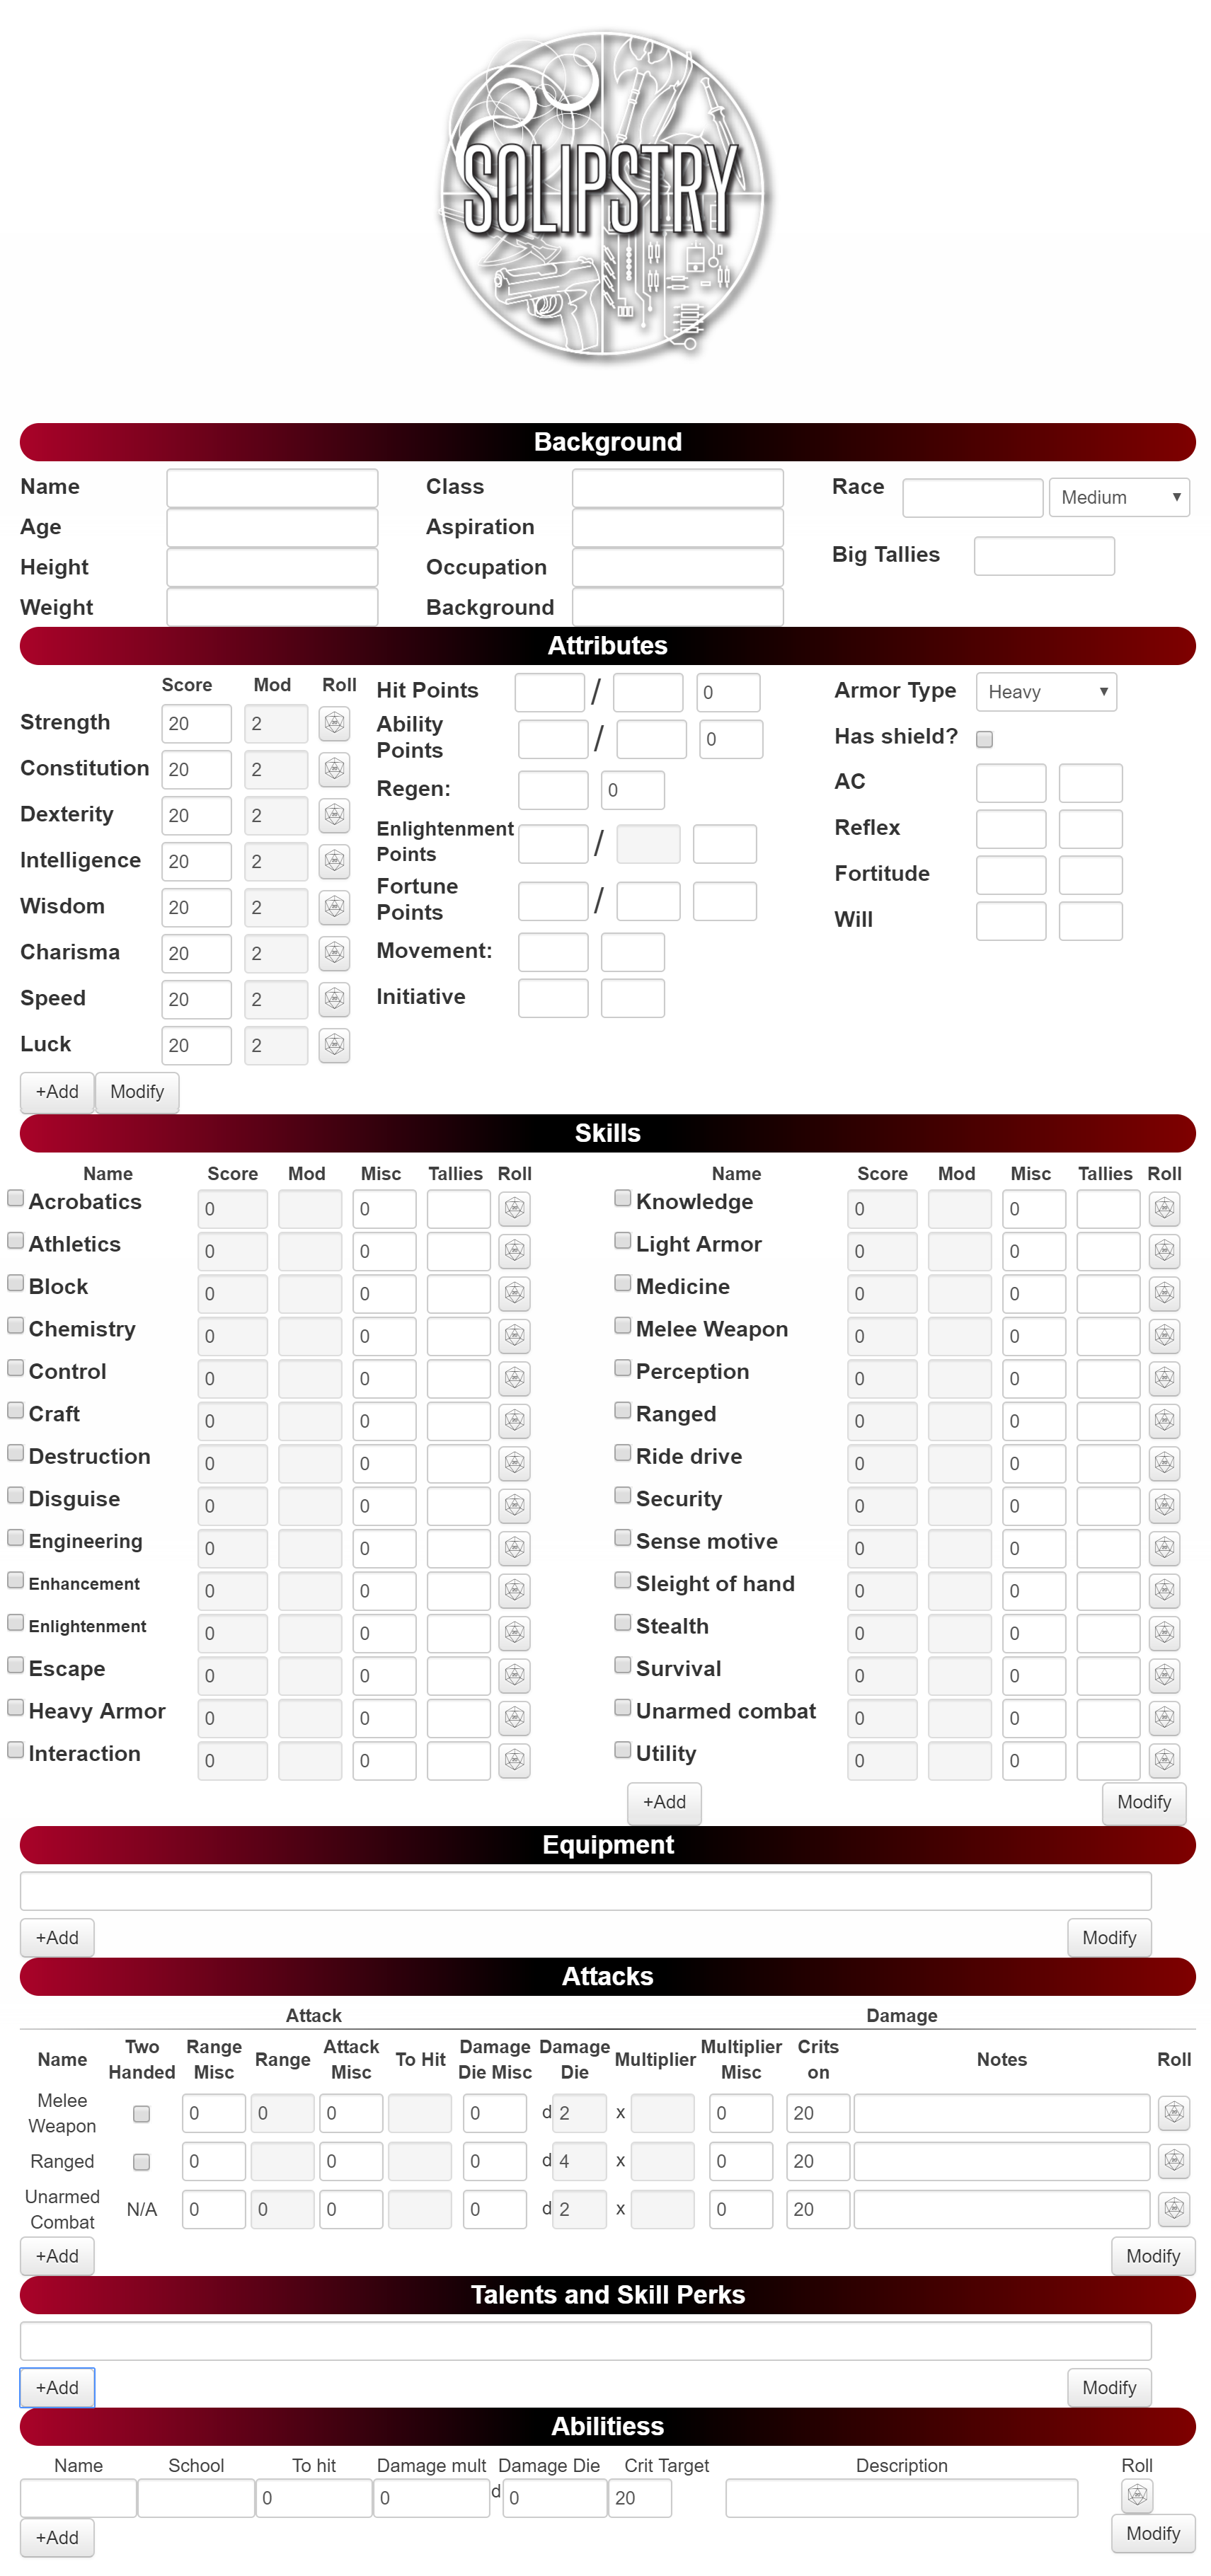 SOLIPSTRY
Background
Name Class Race Medium
Age Aspiration
Big Tallies
Height Occupation
Weight Background
Attributes
Score Mod Roll Hit Points / 0 Armor Type Heavy
Strength 20 2
Ability Points / 0 Has shield?
Constitution 20 2
Regen: 0 AC
Dexterity 20 2
Enlightenment Points / Reflex
Intelligence 20 2
Fortune Points / Fortitude
Wisdom 20 2
Will
Charisma 20 2 Movement:
Speed 20 2 Initiative
Luck 20 2
+Add Modify
Skills
Name Score Mod Misc Tallies Roll Name Score Mod Misc Tallies Roll
Acrobatics 0 0 Knowledge 0 0
Athletics 0 0 Light Armor 0 0
Block 0 0 Medicine 0 0
Chemistry 0 0 Melee Weapon 0 0
Control 0 0 Perception 0 0
Craft 0 0 Ranged 0 0
Destruction 0 0 Ride drive 0 0
Disguise 0 0 Security 0 0
Engineering 0 0 Sense motive 0 0
Enhancement 0 0 Sleight of hand 0 0
Enlightenment 0 0 Stealth 0 0
Escape 0 0 Survival 0 0
Heavy Armor 0 0 Unarmed combat 0 0
Interaction 0 0 Utility 0 0
+Add Modify
Equipment
+Add Modify
Attacks
Attack Damage
Name Two Handed Range Misc Range Attack Misc To Hit Damage Die Misc Damage Die Multiplier Multiplier Misc Crits on Notes Roll
Melee Weapon 0 0 0 0 d 2 x 0 20
Ranged 0 0 0 d 4 x 0 20
Unarmed Combat N/A 0 0 0 0 d 2 x 0 20
+Add Modify
Talents and Skill Perks
+Add Modify
Abilitiess
Name School To hit Damage mult Damage Die Crit Target Description Roll
0 0 d 0 20
+Add Modify